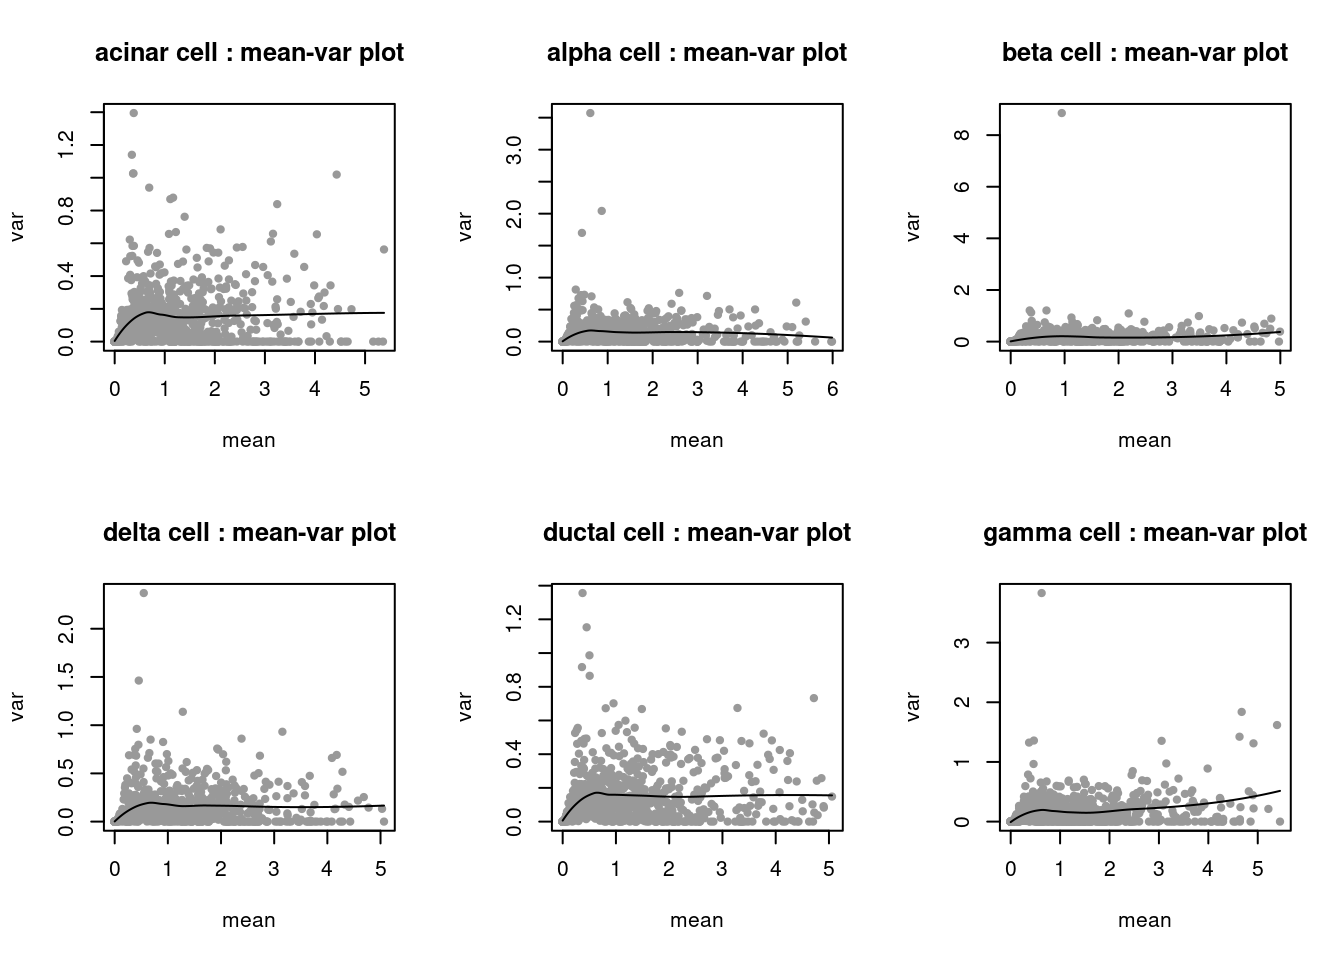 acinar cell : mean-var plot
var
0.0 0.4 0.8 1.2
0 1 2 3 4 5
mean
alpha cell : mean-var plot
var
0.0 1.0 2.0 3.0
0 1 2 3 4 5 6
mean
beta cell : mean-var plot
var
0 2 4 6 8
0 1 2 3 4 5
mean
delta cell : mean-var plot
var
0.0 0.5 1.0 1.5 2.0
0 1 2 3 4 5
mean
ductal cell : mean-var plot
var
0.0 0.4 0.8 1.2
0 1 2 3 4 5
mean
gamma cell : mean-var plot
var
0 1 2 3
0 1 2 3 4 5
mean